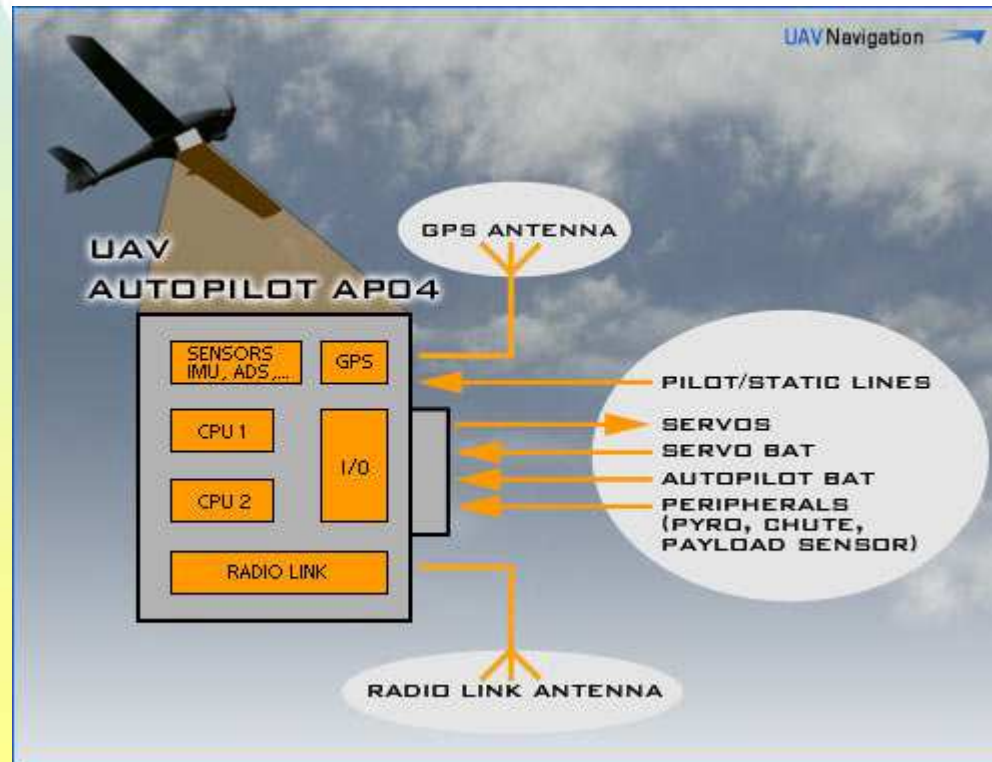 UAV Navigation
GPS ANTENNA
UAV
AUTOPILOT AP04
SENSORS
IMU, ADS,...
GPS
CPU 1
I/O
CPU 2
RADIO LINK
PILOT/STATIC LINES
SERVOS
SERVO BAT
AUTOPILOT BAT
PERIPHERALS
(PYRO, CHUTE,
PAYLOAD SENSOR)
RADIO LINK ANTENNA